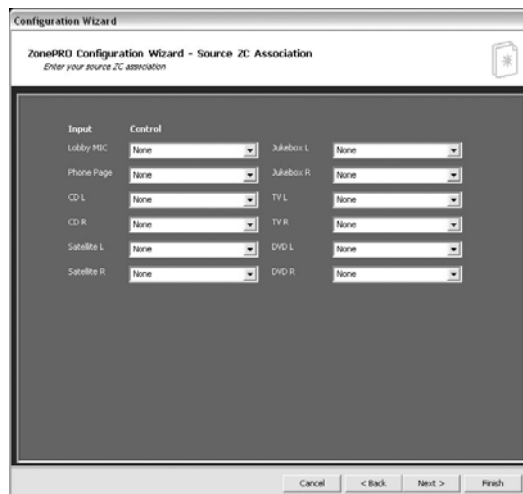 Configuration Wizard
ZonePRO Configuration Wizard - Source ZC Association
Enter your source ZC association
Input Control
Lobby MIC None Jukebox L None
Phone Page None Jukebox R None
CD L None TV L None
CD R None TV R None
Satellite L None DVD L None
Satellite R None DVD R None
Cancel < Back Next > Finish